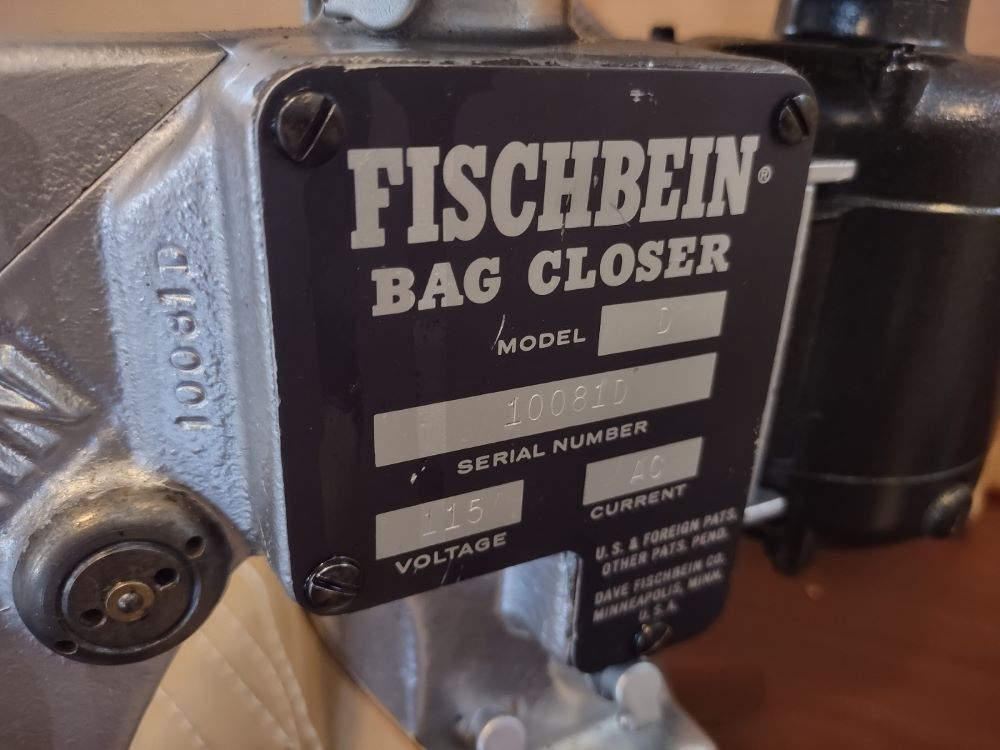 FISCHBEIN®
BAG CLOSER
MODEL D
10081D
SERIAL NUMBER
115
VOLTAGE
AC
CURRENT
U.S. & FOREIGN PATS.
OTHER PATS. PEND.
DAVE FISCHBEIN CO.
MINNEAPOLIS, MINN.
U.S.A.
10081D
IN